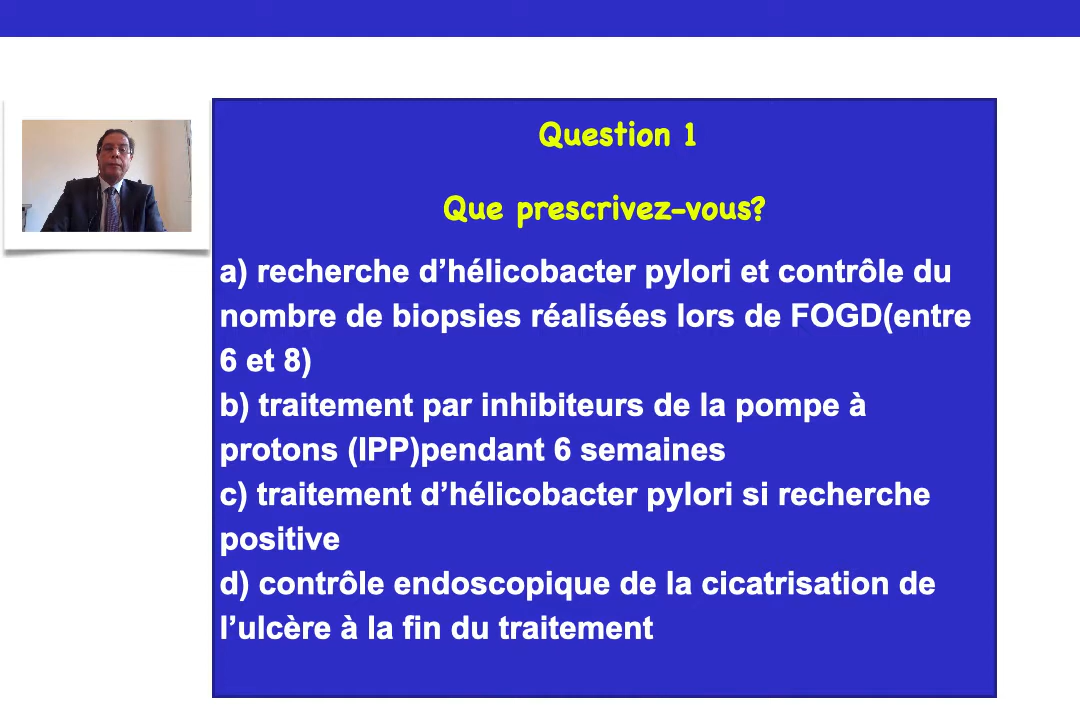 Question 1
Que prescrivez-vous?
a) recherche d’hélicobacter pylori et contrôle du
nombre de biopsies réalisées lors de FOGD(entre
6 et 8)
b) traitement par inhibiteurs de la pompe à
protons (IPP)pendant 6 semaines
c) traitement d’hélicobacter pylori si recherche
positive
d) contrôle endoscopique de la cicatrisation de
l’ulcère à la fin du traitement